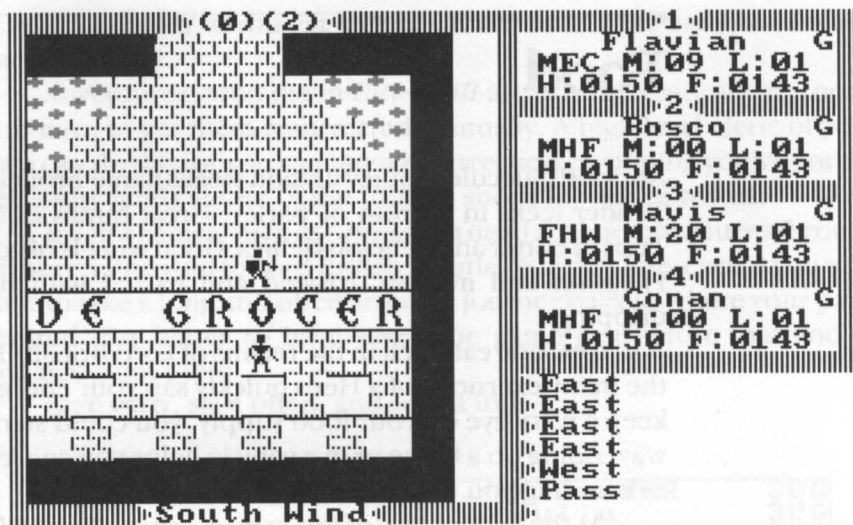 (0)(2)
DE GROCER
South Wind
1
Flavian G
MEC M:09 L:01
H:0150 F:0143
2
Bosco G
MHF M:00 L:01
H:0150 F:0143
3
Mavis G
FHW M:20 L:01
H:0150 F:0143
4
Conan G
MHF M:00 L:01
H:0150 F:0143
East
East
East
East
West
Pass